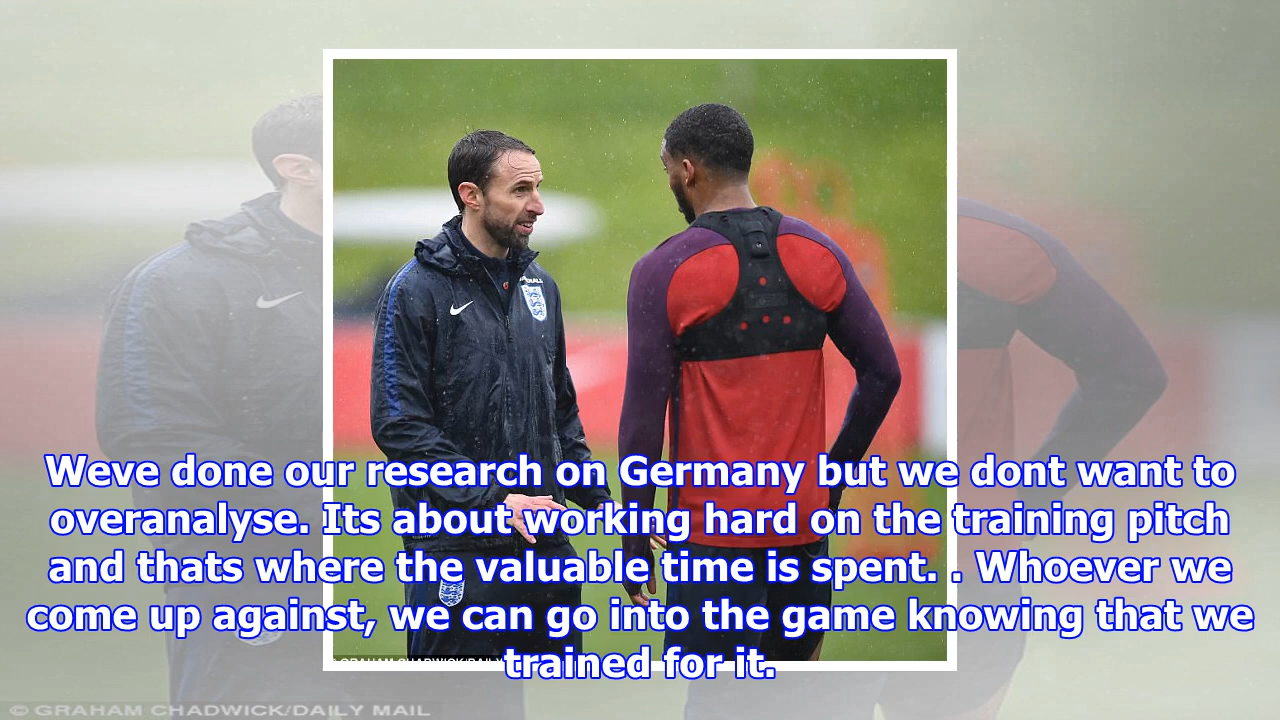 Weve done our research on Germany but we dont want to
overanalyse. Its about working hard on the training pitch
and thats where the valuable time is spent. . Whoever we
come up against, we can go into the game knowing that we
trained for it.
© GRAHAM CHADWICK/DAILY MAIL